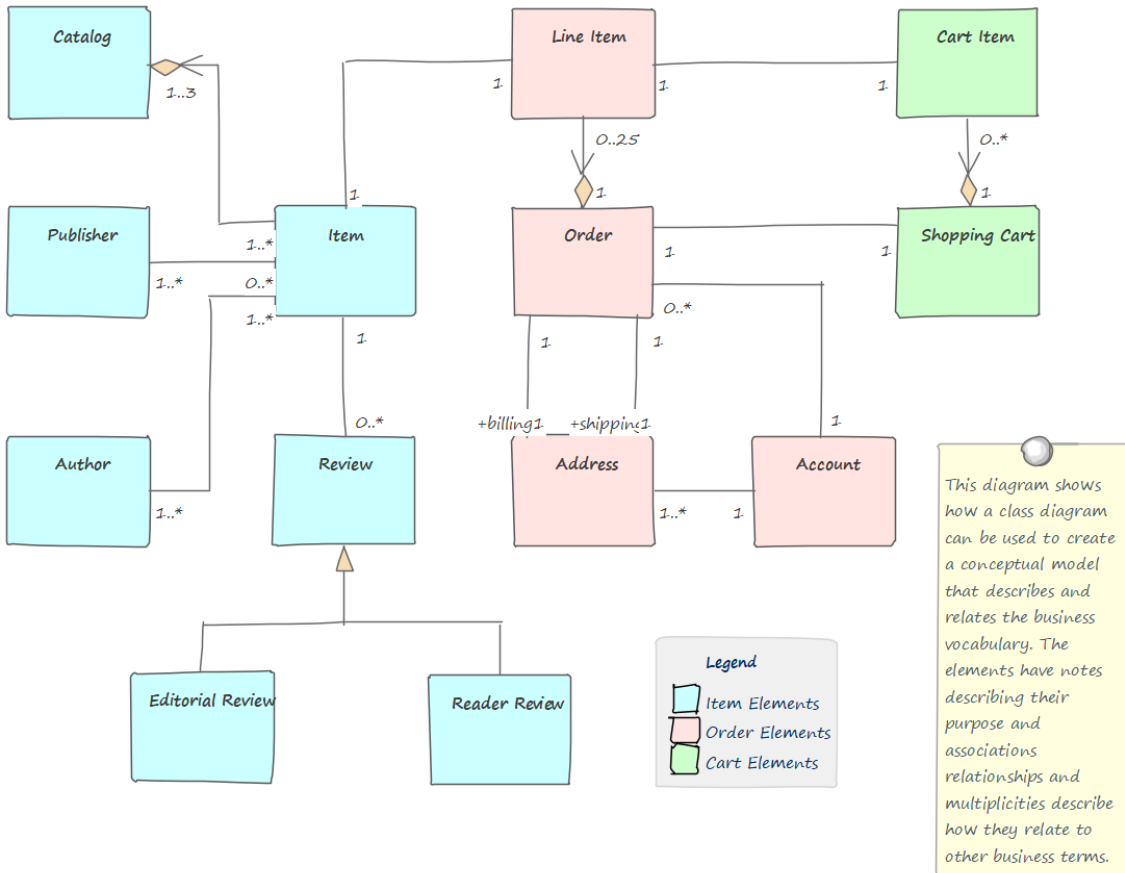 Catalog
Line Item
Cart Item
1..3
1
1
1
0..25
0..*
1
1
1
Publisher
Item
Order
Shopping Cart
1..*
1
1
1..*
0..*
0..*
1..*
1
1
1
0..*
1
+billing1
+shipping1
Author
Review
Address
Account
1..*
1..*
1
This diagram shows
how a class diagram
can be used to create
a conceptual model
that describes and
relates the business
vocabulary. The
elements have notes
describing their
purpose and
associations
relationships and
multiplicities describe
how they relate to
other business terms.
Editorial Review
Reader Review
Legend
Item Elements
Order Elements
Cart Elements